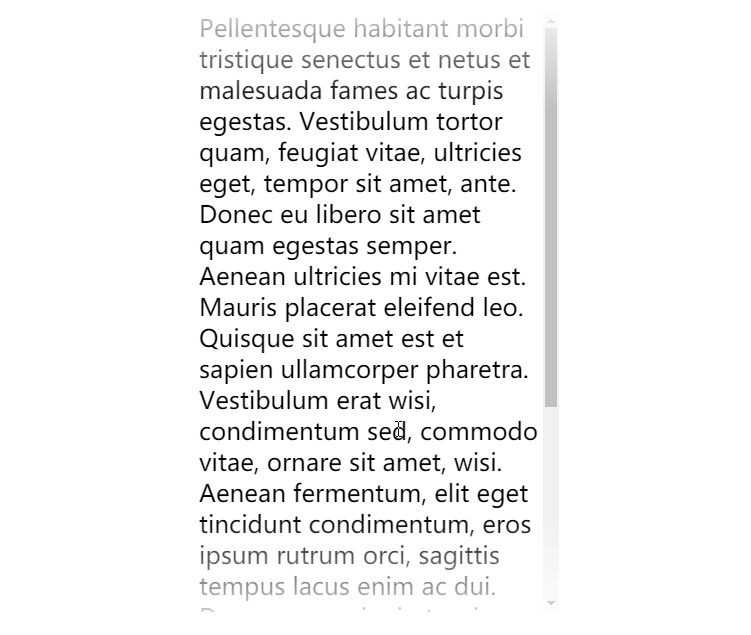 Pellentesque habitant morbi
tristique senectus et netus et
malesuada fames ac turpis
egestas. Vestibulum tortor
quam, feugiat vitae, ultricies
eget, tempor sit amet, ante.
Donec eu libero sit amet
quam egestas semper.
Aenean ultricies mi vitae est.
Mauris placerat eleifend leo.
Quisque sit amet est et
sapien ullamcorper pharetra.
Vestibulum erat wisi,
condimentum sed, commodo
vitae, ornare sit amet, wisi.
Aenean fermentum, elit eget
tincidunt condimentum, eros
ipsum rutrum orci, sagittis
tempus lacus enim ac dui.